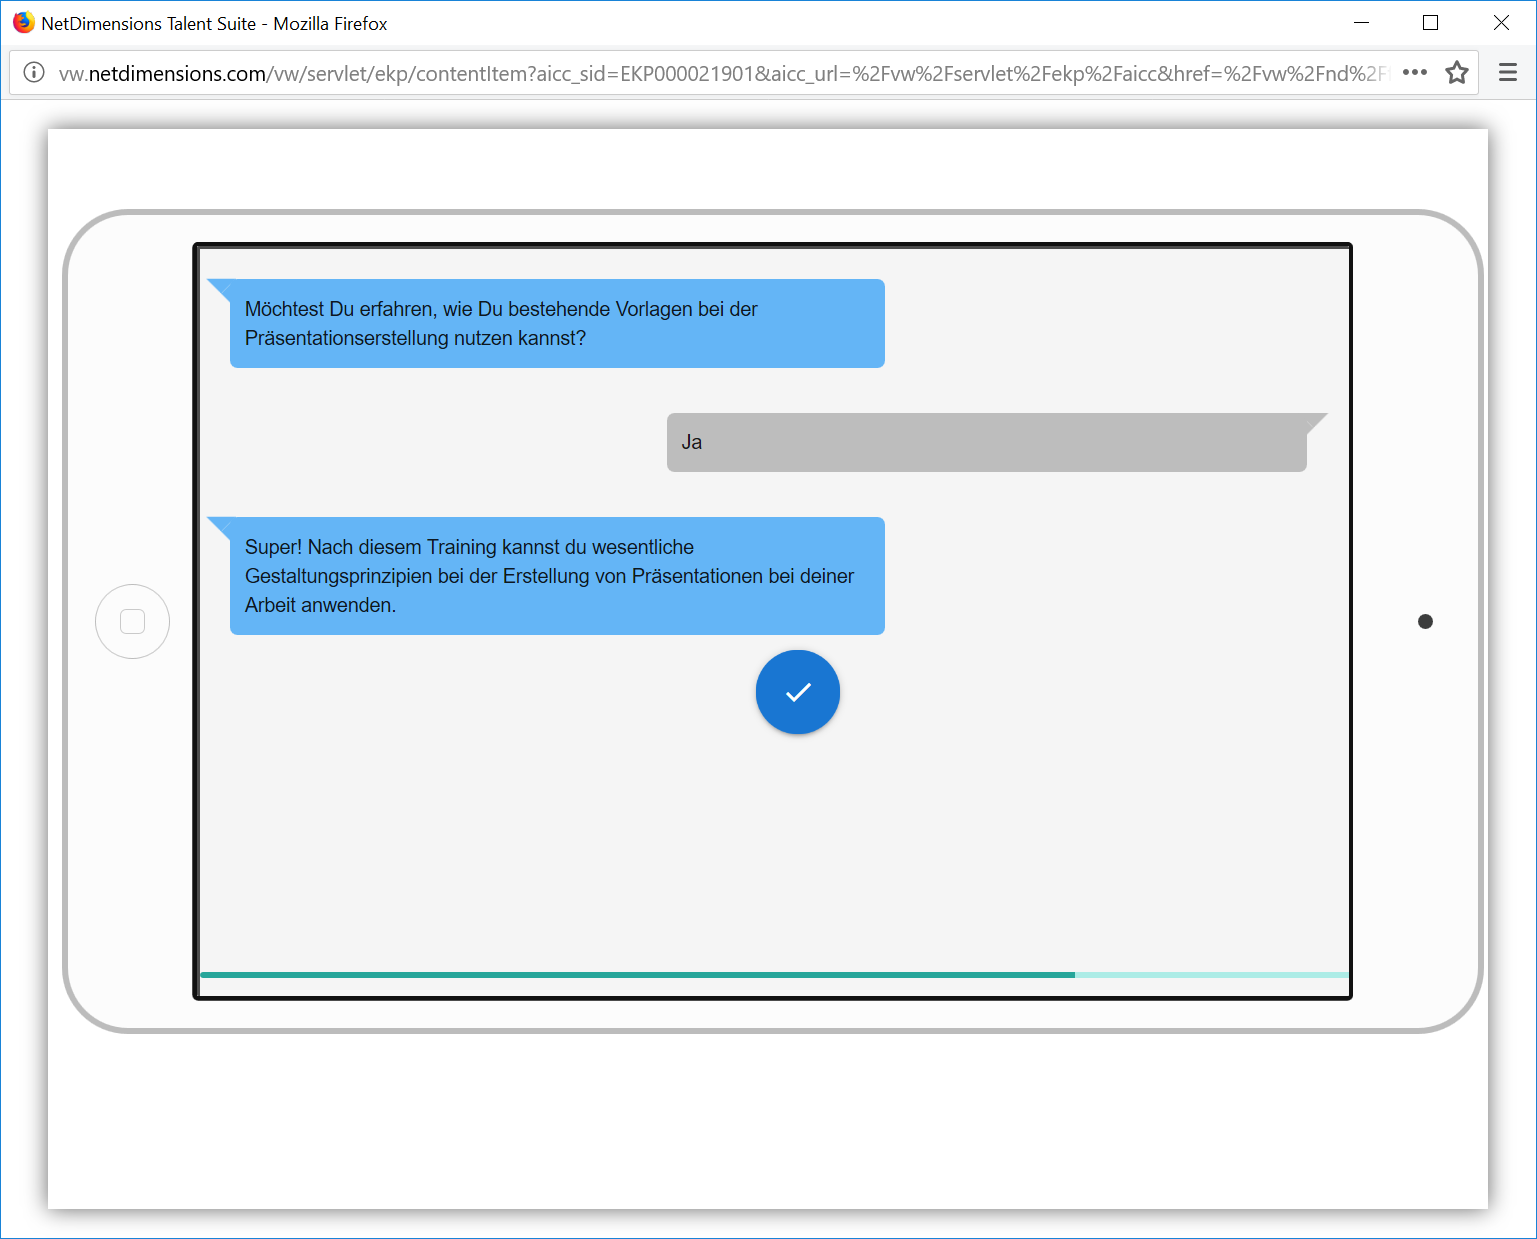 NetDimensions Talent Suite - Mozilla Firefox
vw.netdimensions.com/vw/servlet/ekp/contentItem?aicc_sid=EKP000021901&aicc_url=%2Fvw%2Fservlet%2Fekp%2Faicc&href=%2Fvw%2Fnd%2F
Möchtest Du erfahren, wie Du bestehende Vorlagen bei der
Präsentationserstellung nutzen kannst?
Ja
Super! Nach diesem Training kannst du wesentliche
Gestaltungsprinzipien bei der Erstellung von Präsentationen bei deiner
Arbeit anwenden.